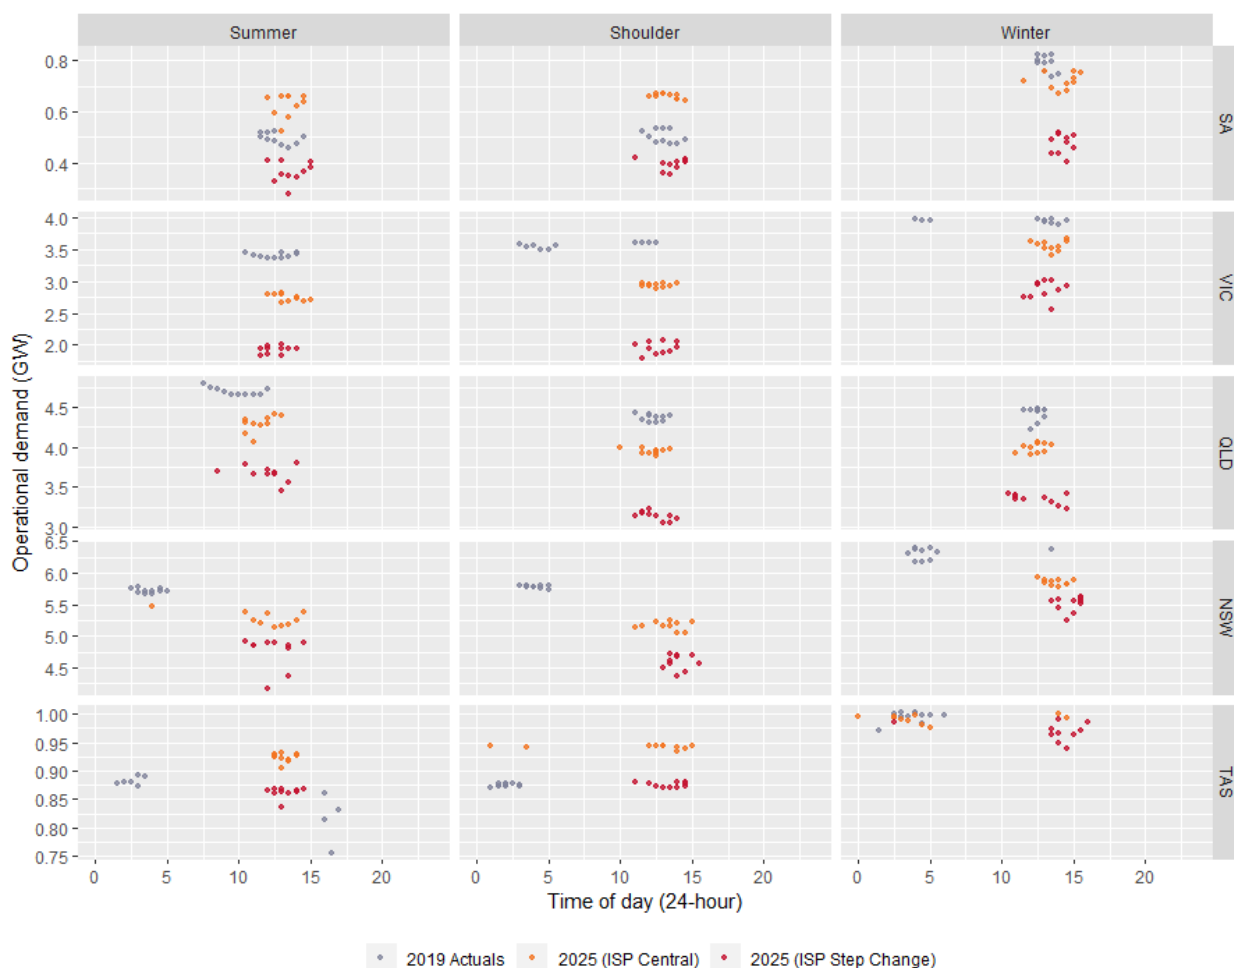 Summer Shoulder Winter
0.8
0.6
0.4
SA
4.0
3.5
3.0
2.5
2.0
VIC
4.5
4.0
3.5
3.0
QLD
6.5
6.0
5.5
5.0
4.5
NSW
1.00
0.95
0.90
0.85
0.80
0.75
TAS
Operational demand (GW)
0 5 10 15 20 0 5 10 15 20 0 5 10 15 20
Time of day (24-hour)
2019 Actuals 2025 (ISP Central) 2025 (ISP Step Change)